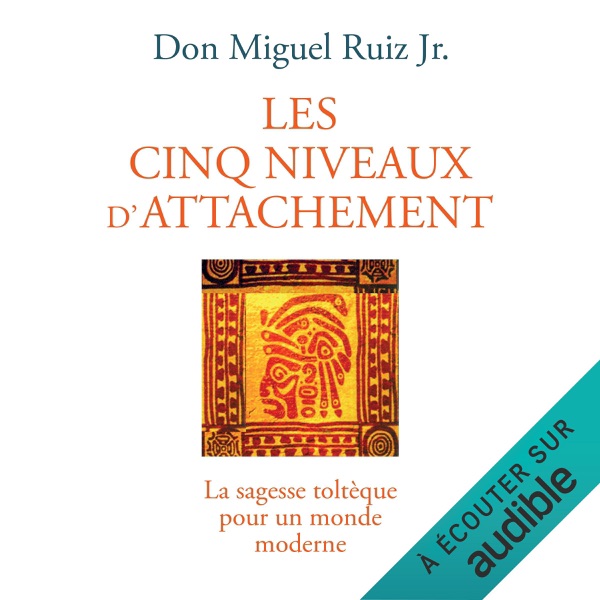 Don Miguel Ruiz Jr.
LES
CINQ NIVEAUX
D'ATTACHEMENT
La sagesse toltèque
pour un monde
moderne
À ÉCOUTER SUR
audible